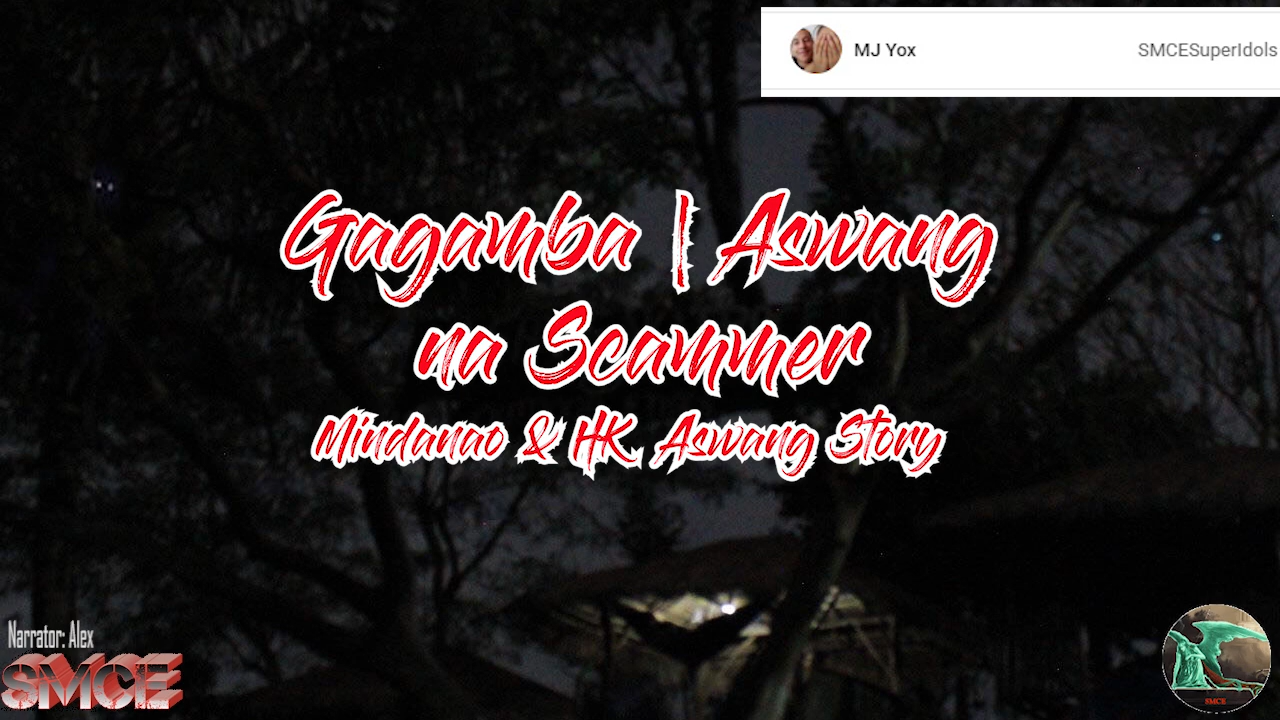 MJ Yox
SMCESuperIdols
Gagamba | Aswang
na Scammer
Mindanao & HK Aswang Story
Narrator: Alex
SMCE
SMCE